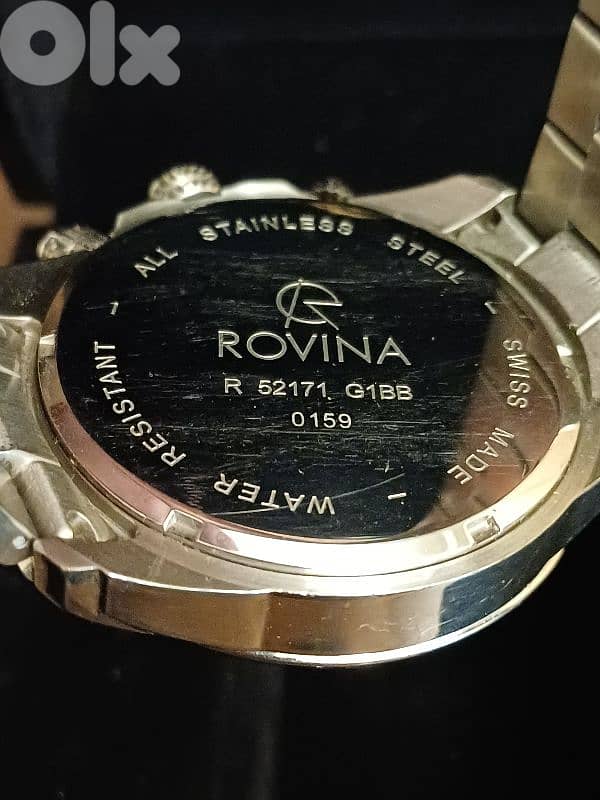 Olx
ALL STAINLESS STEEL - SWISS MADE - WATER RESISTANT -
ROVINA
R 52171. G1BB
0159